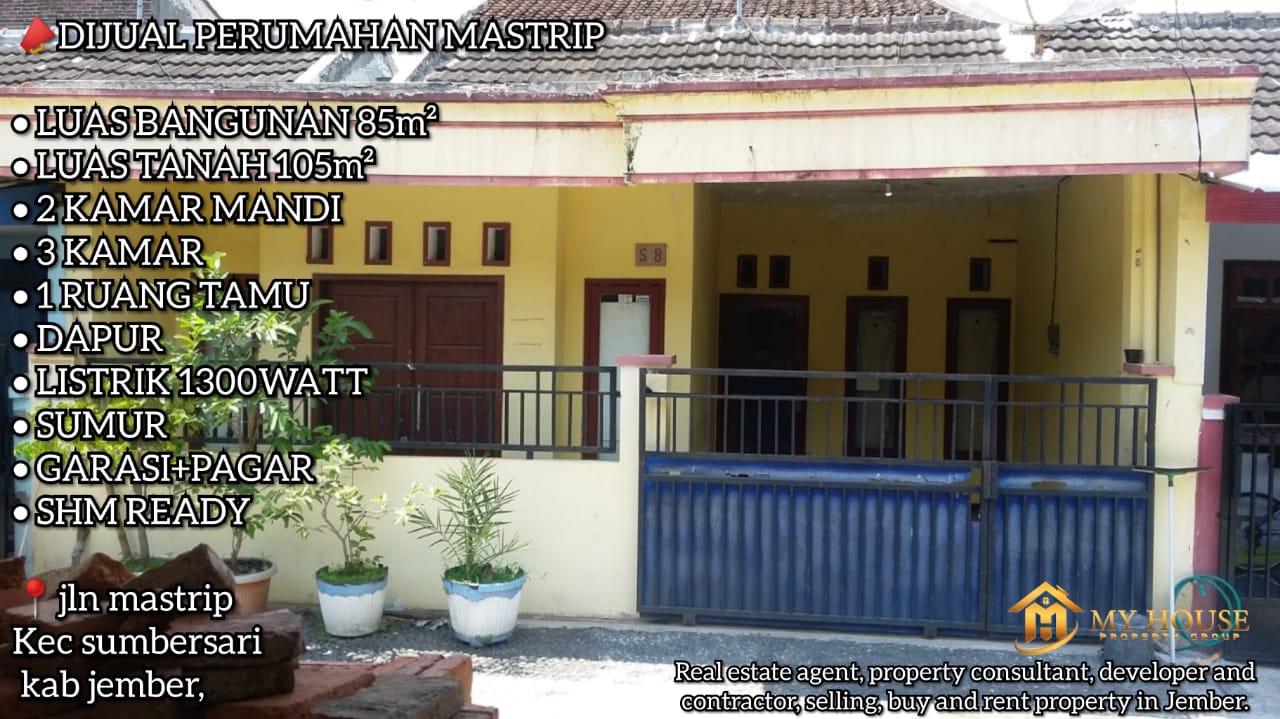 DIJUAL PERUMAHAN MASTRIP
• LUAS BANGUNAN 85m²
• LUAS TANAH 105m²
• 2 KAMAR MANDI
• 3 KAMAR
• 1 RUANG TAMU
• DAPUR
• LISTRIK 1300WATT
• SUMUR
• GARASI+PAGAR
• SHM READY
S 8
jln mastrip
Kec sumbersari
kab jember,
MY HOUSE
PROPERTY GROUP
Real estate agent, property consultant, developer and
contractor, selling, buy and rent property in Jember.